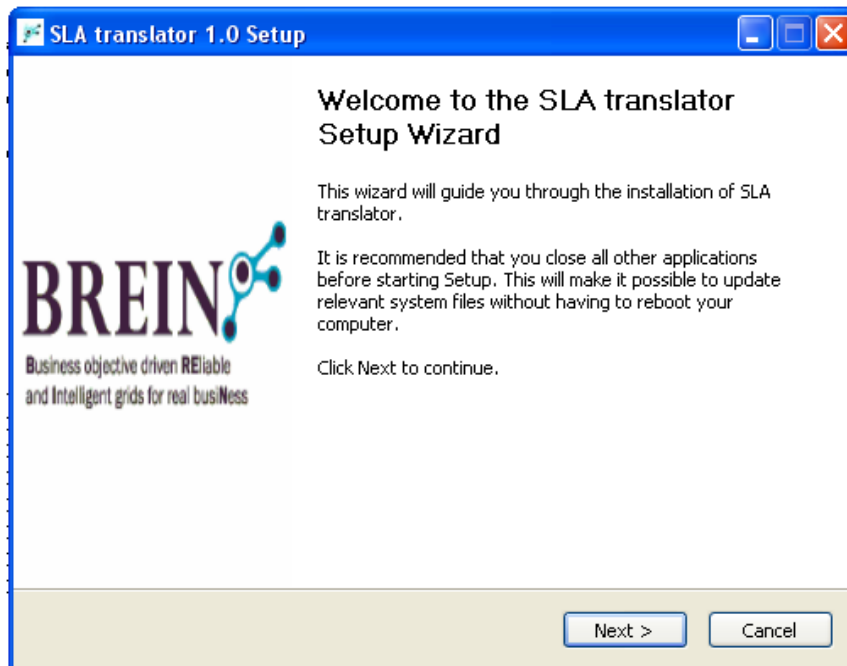 SLA translator 1.0 Setup
Welcome to the SLA translator
Setup Wizard
This wizard will guide you through the installation of SLA
translator.
It is recommended that you close all other applications
before starting Setup. This will make it possible to update
relevant system files without having to reboot your
computer.
Click Next to continue.
BREIN
Business objective driven REliable
and Intelligent grids for real busiNess
Next >
Cancel